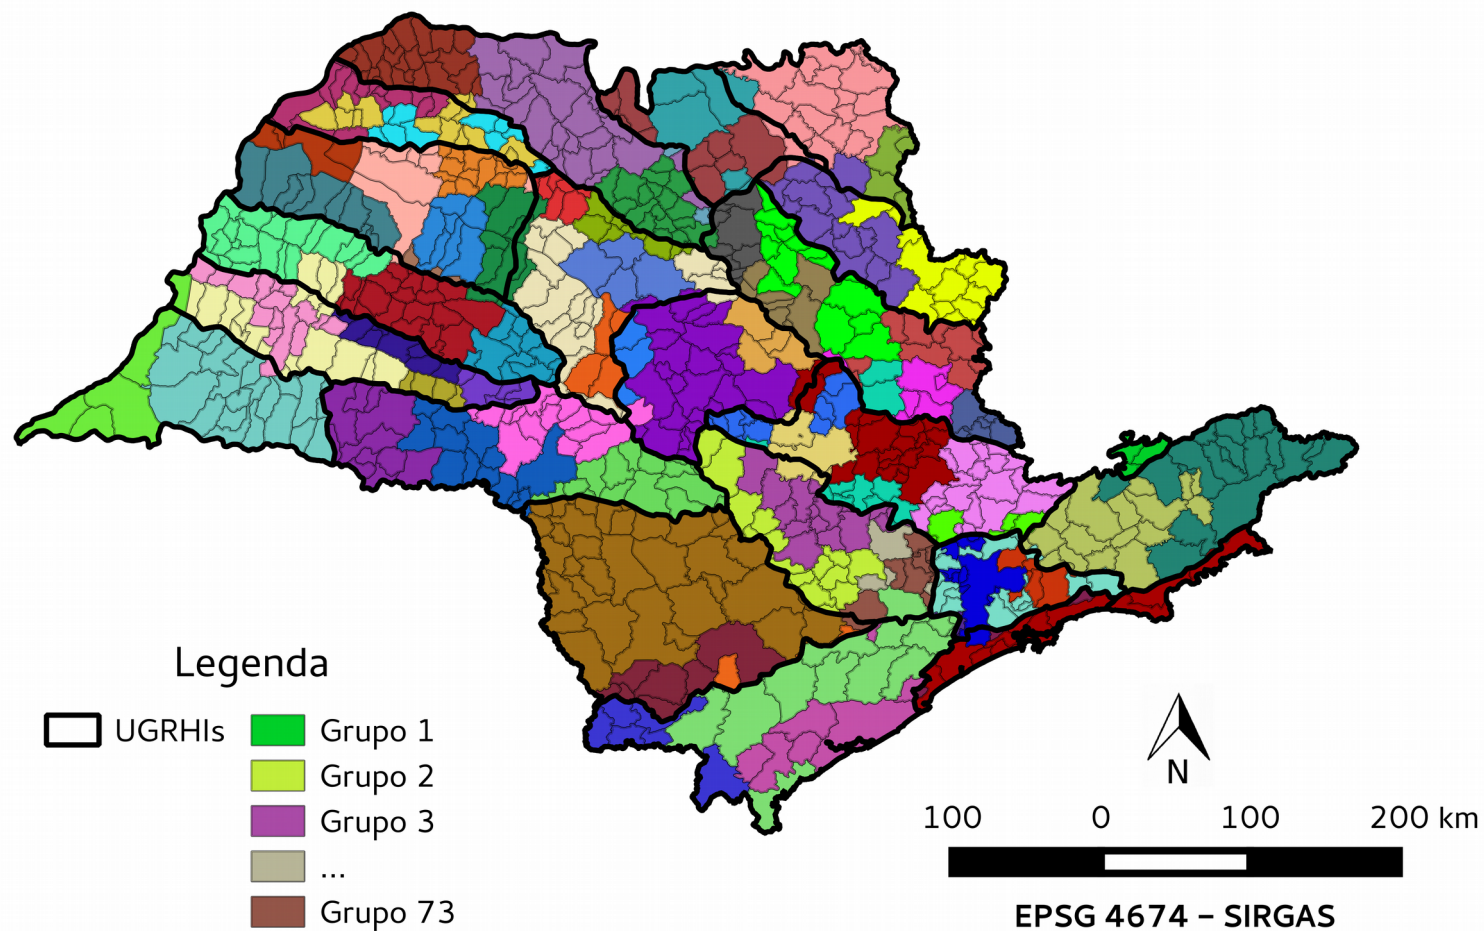 Legenda
UGRHIs
Grupo 1
Grupo 2
Grupo 3
...
Grupo 73
N
100 0 100 200 km
EPSG 4674 – SIRGAS